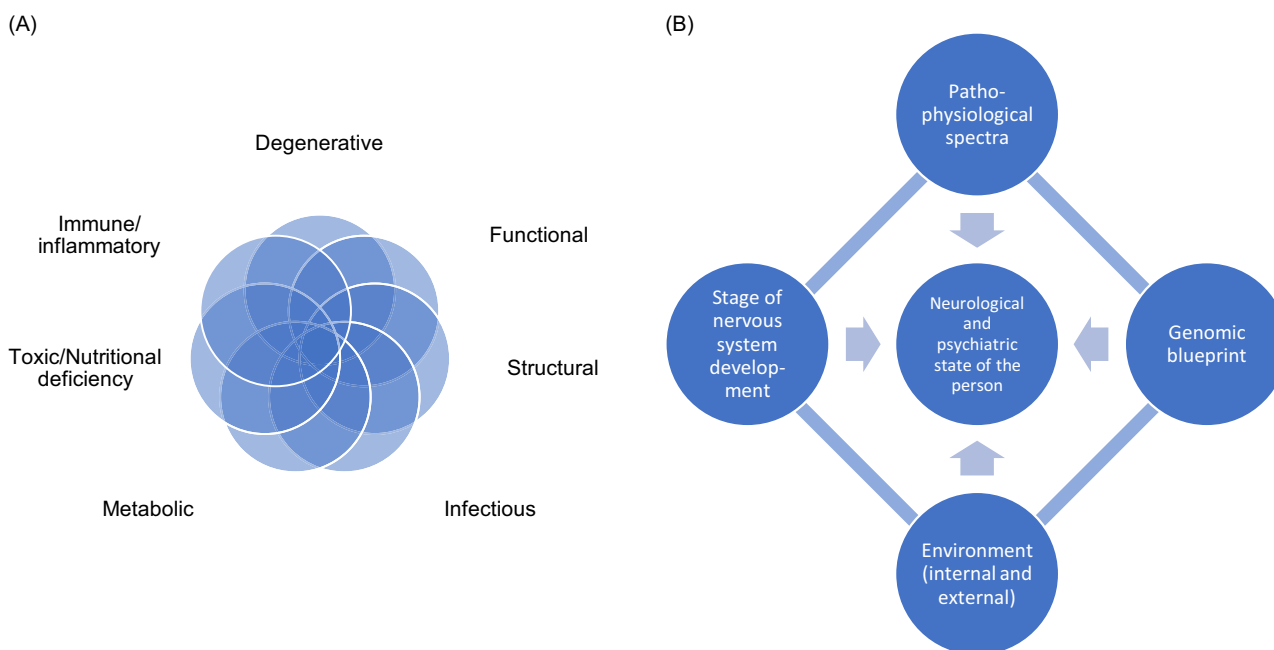 (A)
Degenerative
Immune/
inflammatory
Functional
Toxic/Nutritional
deficiency
Structural
Metabolic
Infectious
(B)
Patho-
physiological
spectra
Stage of
nervous
system
develop-
ment
Neurological
and
psychiatric
state of the
person
Genomic
blueprint
Environment
(internal and
external)